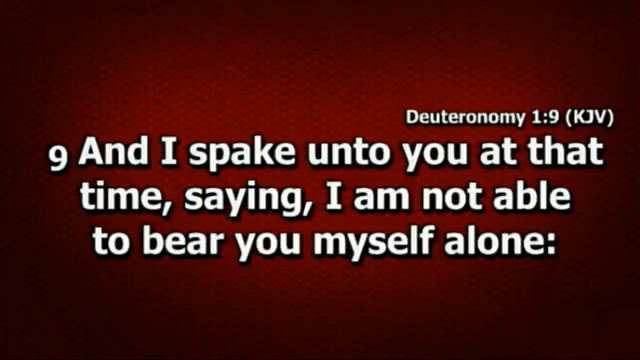 Deuteronomy 1:9 (KJV)
9 And I spake unto you at that
time, saying, I am not able
to bear you myself alone: